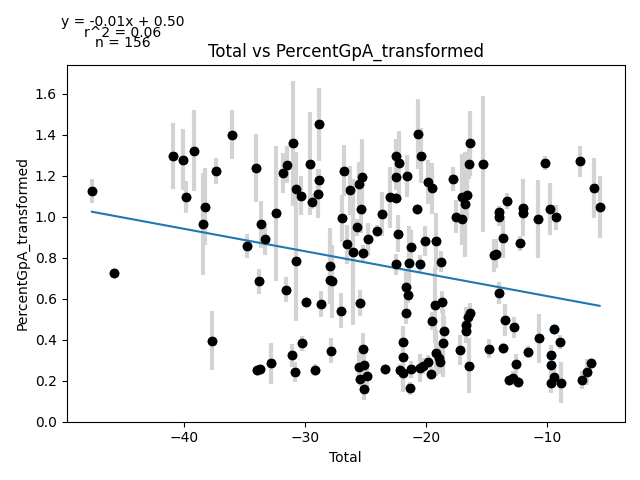 y = -0.01x + 0.50
r^2 = 0.06
n = 156
Total vs PercentGpA_transformed
PercentGpA_transformed
1.6
1.4
1.2
1.0
0.8
0.6
0.4
0.2
0.0
−40
−30
−20
−10
Total